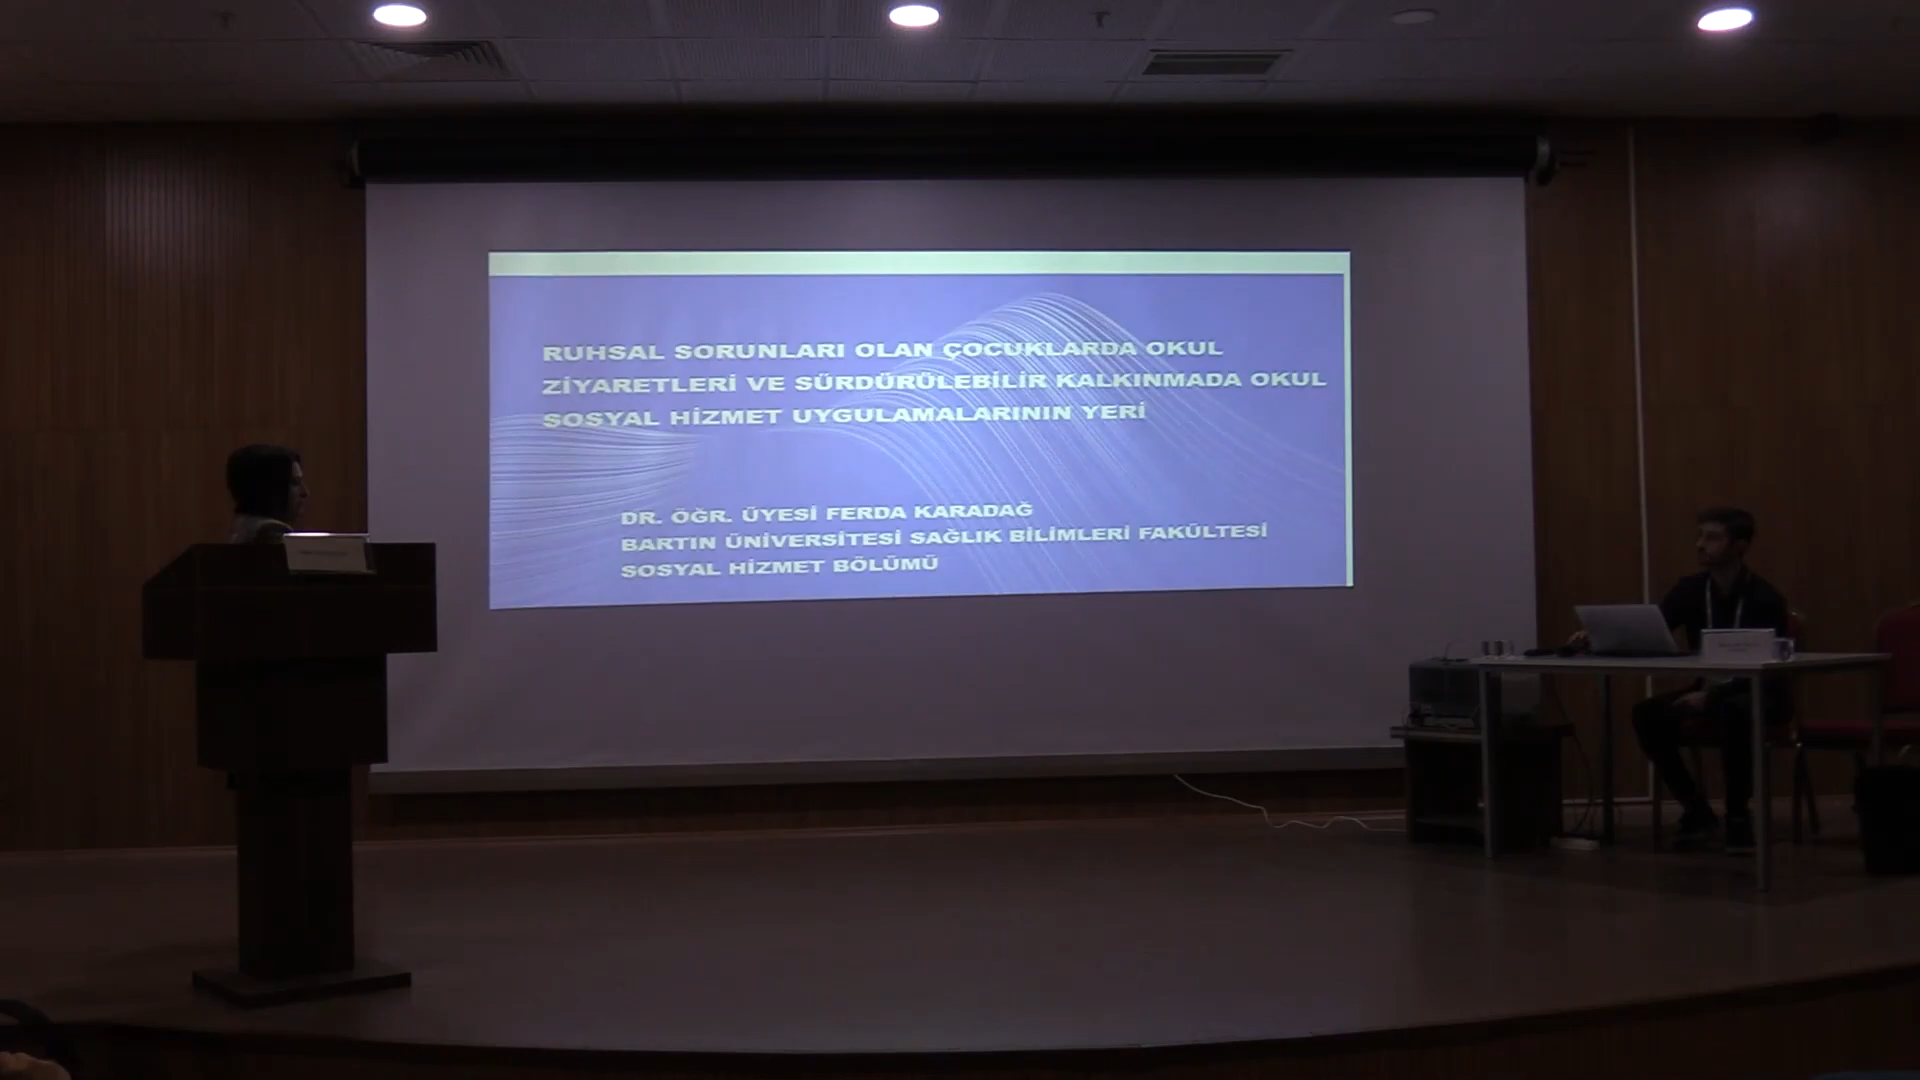 RUHSAL SORUNLARI OLAN ÇOCUKLARDA OKUL
ZİYARETLERİ VE SÜRDÜRÜLEBİLİR KALKINMADA OKUL
SOSYAL HİZMET UYGULAMALARININ YERİ
DR. ÖĞR. ÜYESİ FERDA KARADAĞ
BARTIN ÜNİVERSİTESİ SAĞLIK BİLİMLERİ FAKÜLTESİ
SOSYAL HİZMET BÖLÜMÜ